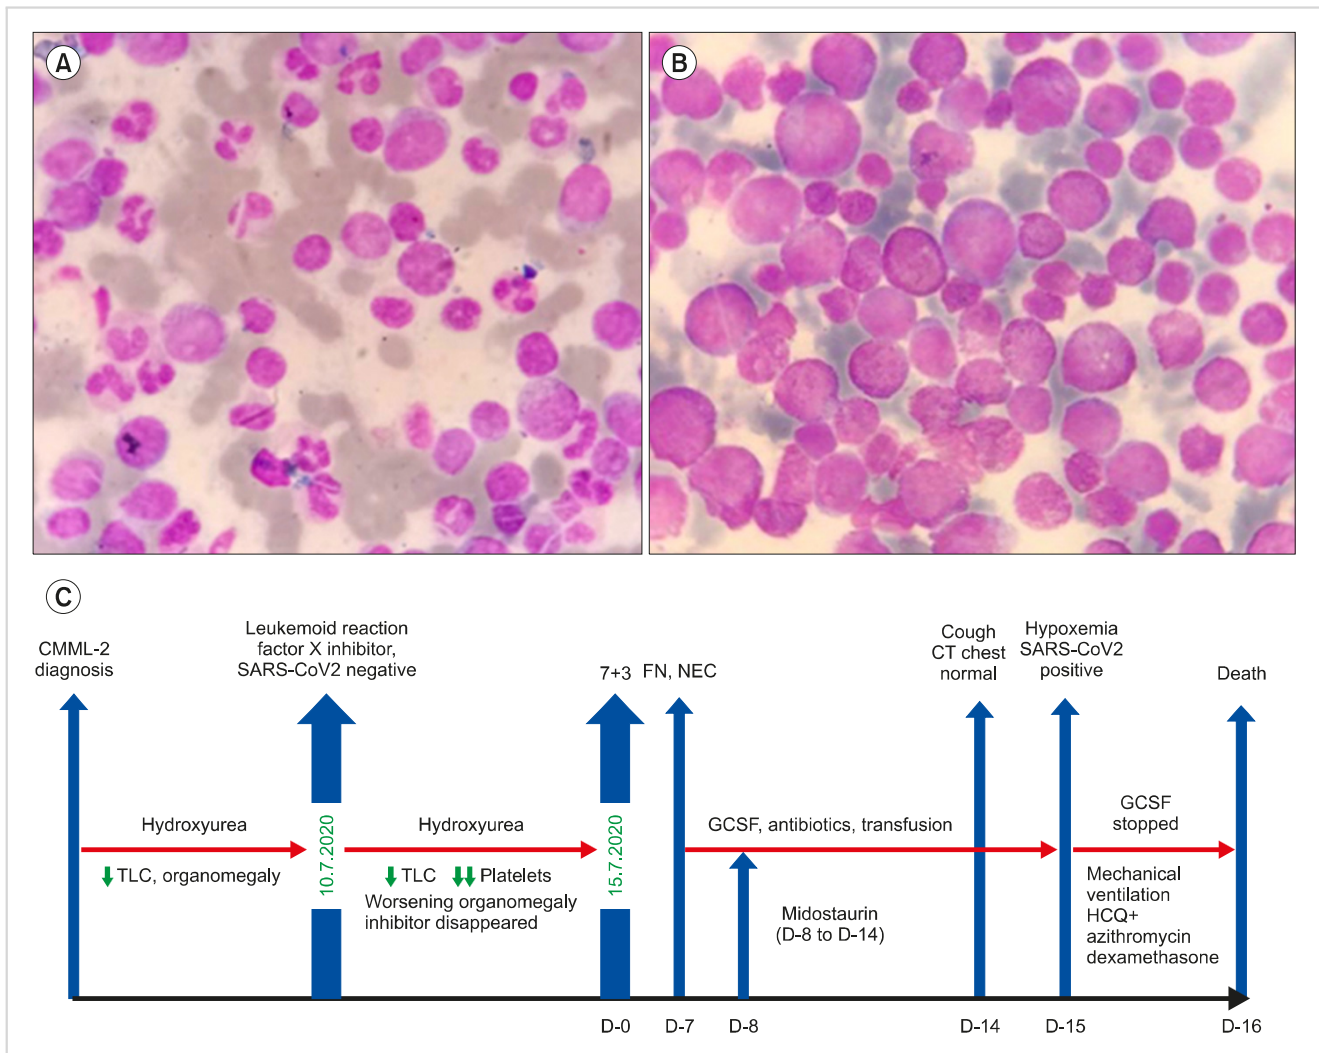 A
B
C
CMML-2
diagnosis
Leukemoid reaction
factor X inhibitor,
SARS-CoV2 negative
7+3
FN, NEC
Cough
CT chest
normal
Hypoxemia
SARS-CoV2
positive
Death
Hydroxyurea
TLC, organomegaly
10.7.2020
Hydroxyurea
TLC
Platelets
Worsening organomegaly
inhibitor disappeared
15.7.2020
GCSF, antibiotics, transfusion
Midostaurin
(D-8 to D-14)
GCSF
stopped
Mechanical
ventilation
HCQ+
azithromycin
dexamethasone
D-0
D-7
D-8
D-14
D-15
D-16